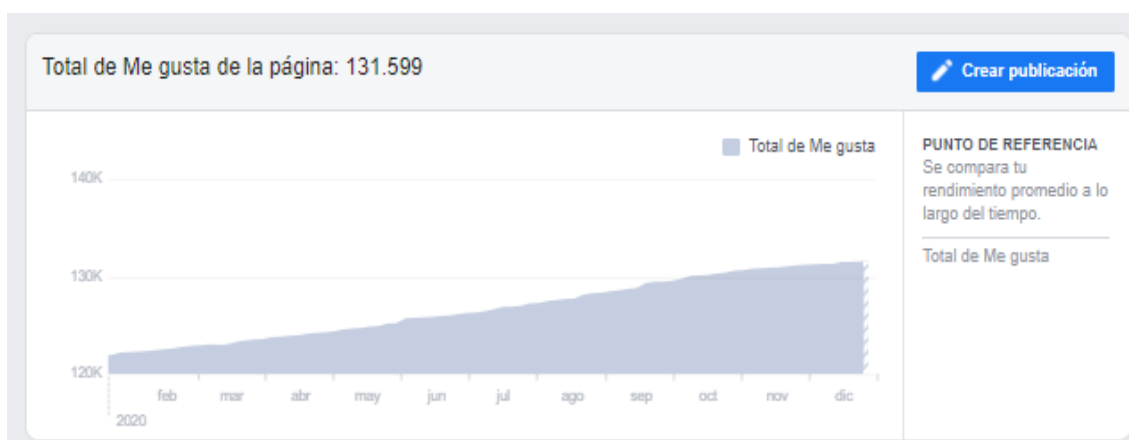 Total de Me gusta de la página: 131.599
Crear publicación
Total de Me gusta
PUNTO DE REFERENCIA
Se compara tu
rendimiento promedio a lo
largo del tiempo.
Total de Me gusta
140K
130K
120K
feb mar abr may jun jul ago sep oct nov dic
2020